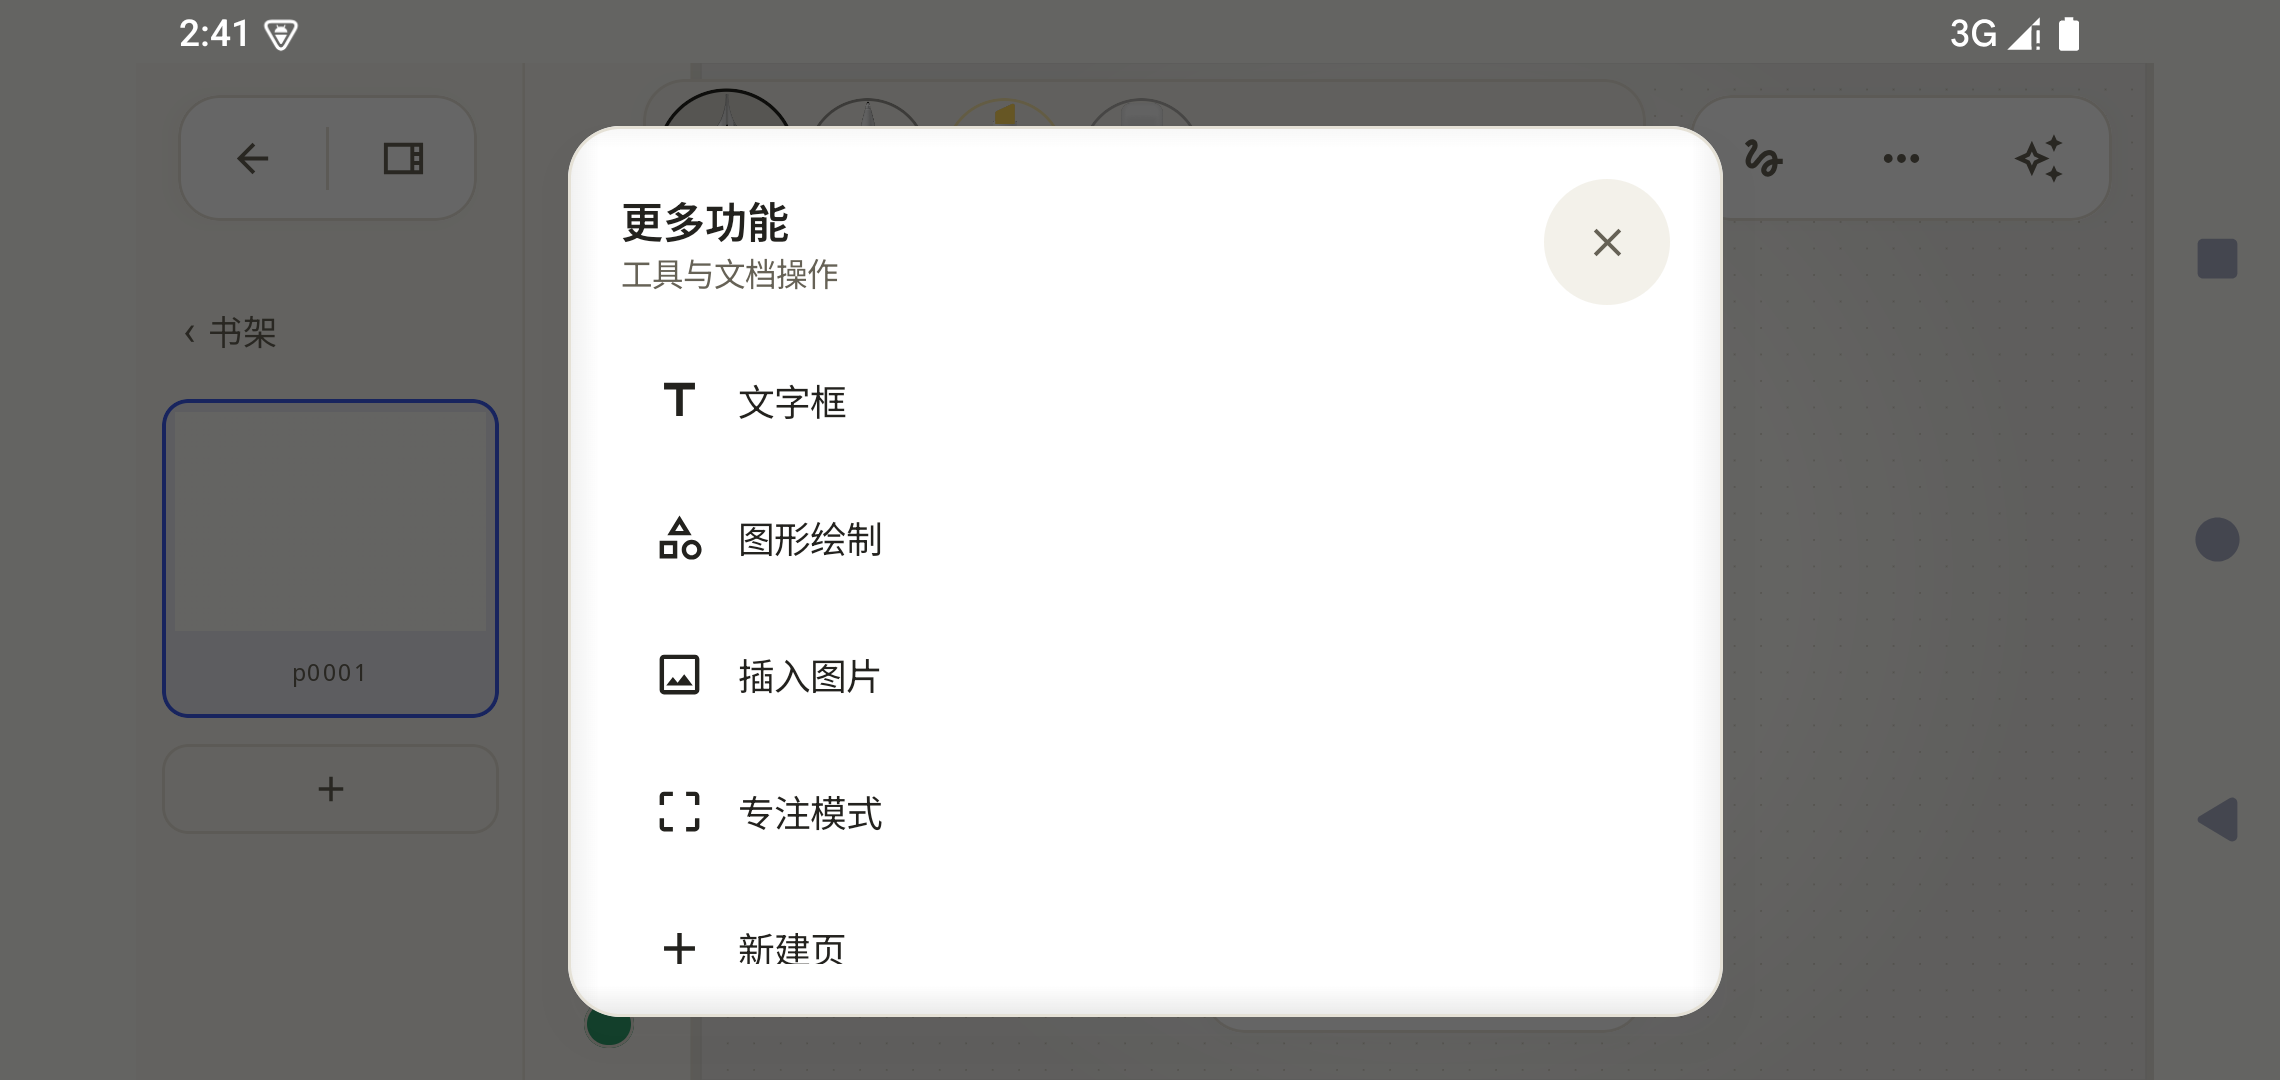 2:41
3G
‹ 书架
p0001
更多功能
工具与文档操作
文字框
图形绘制
插入图片
专注模式
新建页